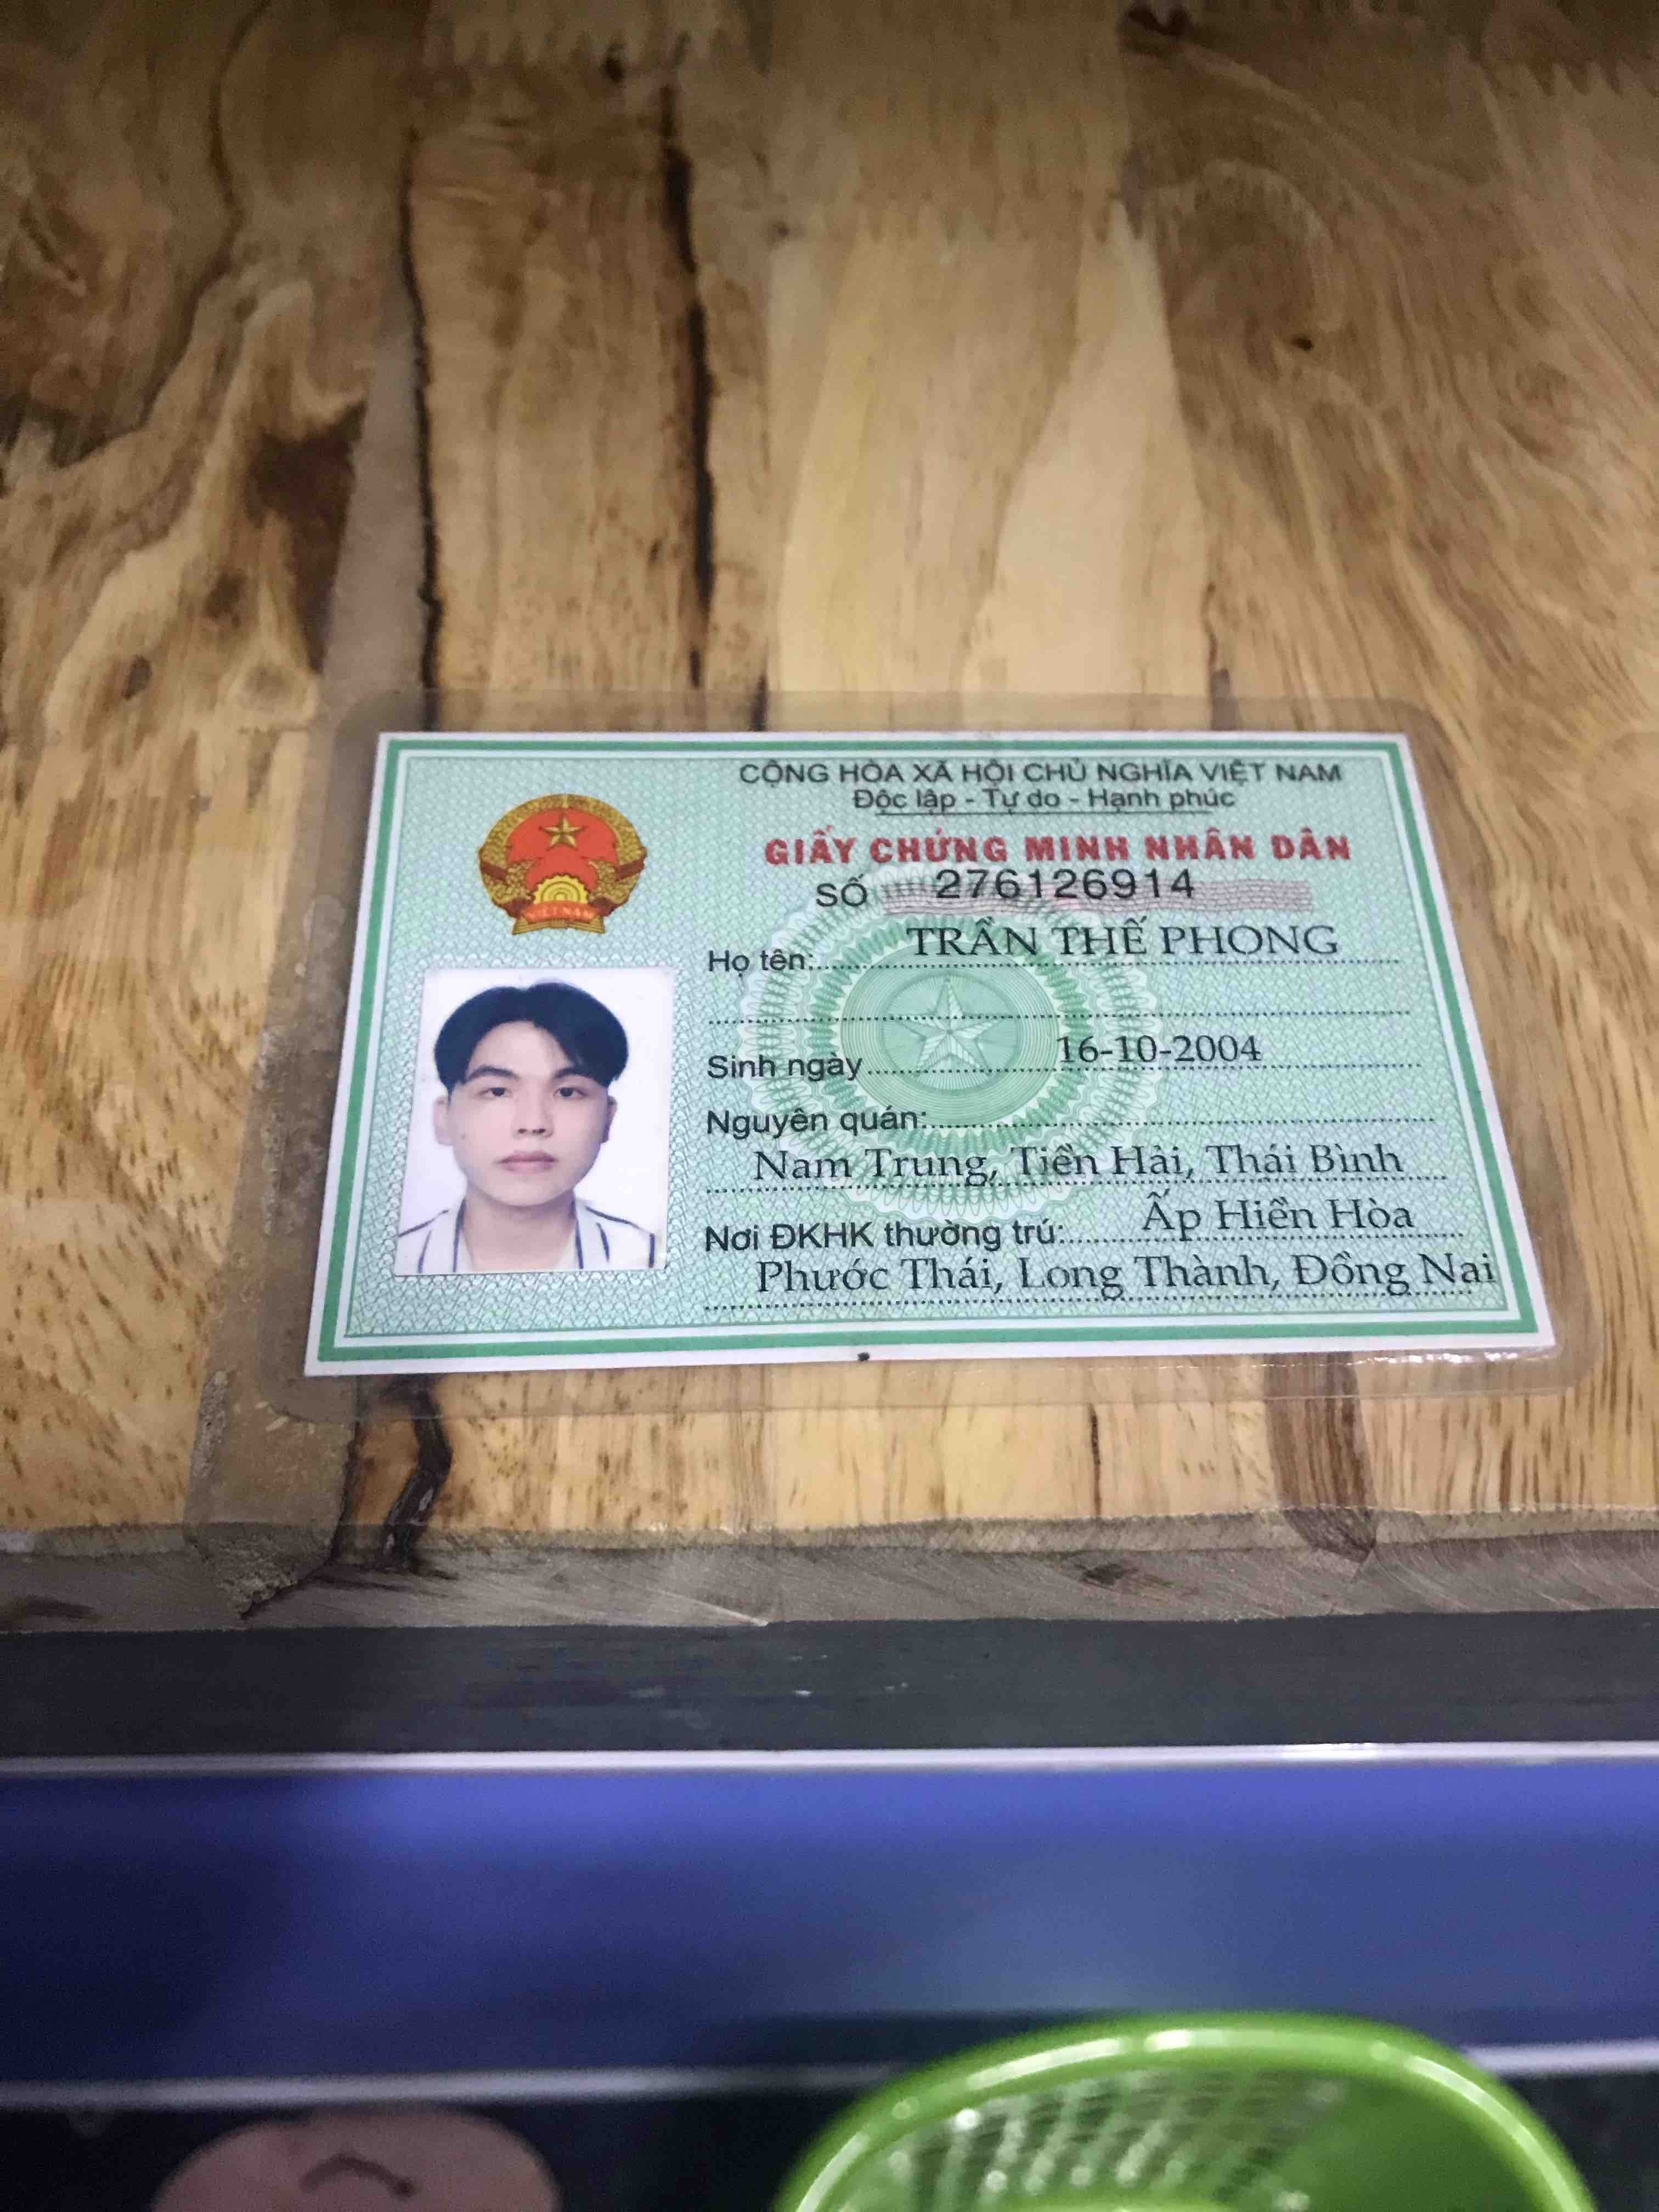 CỘNG HÒA XÃ HỘI CHỦ NGHĨA VIỆT NAM
Độc lập - Tự do - Hạnh phúc
GIẤY CHỨNG MINH NHÂN DÂN
SỐ 276126914
Họ tên: TRẦN THẾ PHONG
Sinh ngày 16-10-2004
Nguyên quán:
Nam Trung, Tiền Hải, Thái Bình
Nơi ĐKHK thường trú: Ấp Hiền Hòa
Phước Thái, Long Thành, Đồng Nai
VIỆT NAM